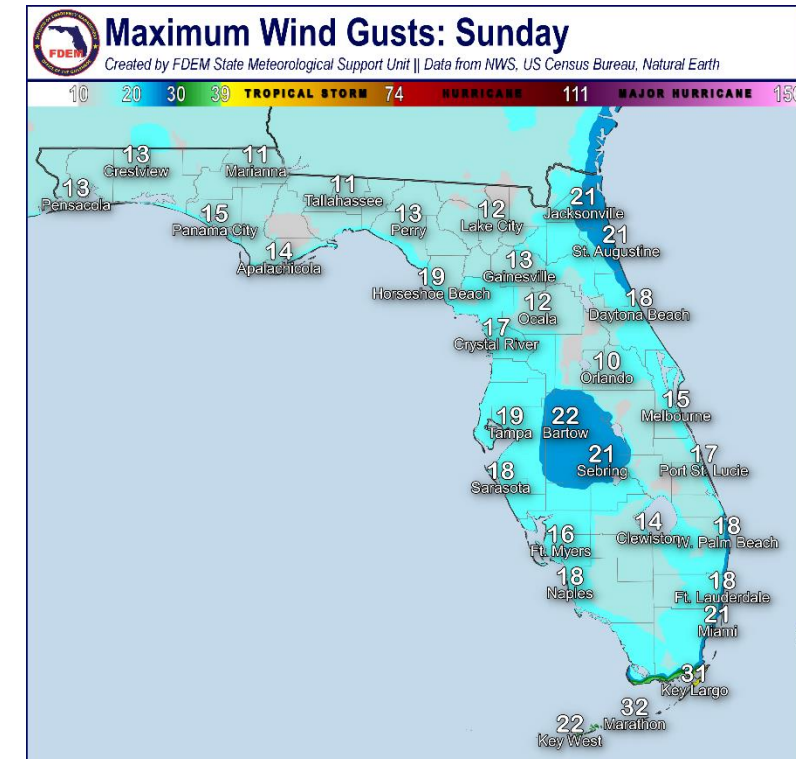 FDEM
Maximum Wind Gusts: Sunday
Created by FDEM State Meteorological Support Unit || Data from NWS, US Census Bureau, Natural Earth
10 20 30 39 TROPICAL STORM 74 HURRICANE 111 MAJOR HURRICANE 150
13
Crestview
11
Marianna
13
Pensacola
11
Tallahassee
15
Panama City
13
Perry
12
Lake City
21
Jacksonville
21
St. Augustine
14
Apalachicola
13
Gainesville
19
Horseshoe Beach
12
Ocala
18
Daytona Beach
17
Crystal River
10
Orlando
15
Melbourne
19
Tampa
22
Bartow
21
Sebring
17
Port St. Lucie
18
Sarasota
14
Clewiston
18
W. Palm Beach
16
Ft. Myers
18
Naples
18
Ft. Lauderdale
21
Miami
31
Key Largo
32
Marathon
22
Key West